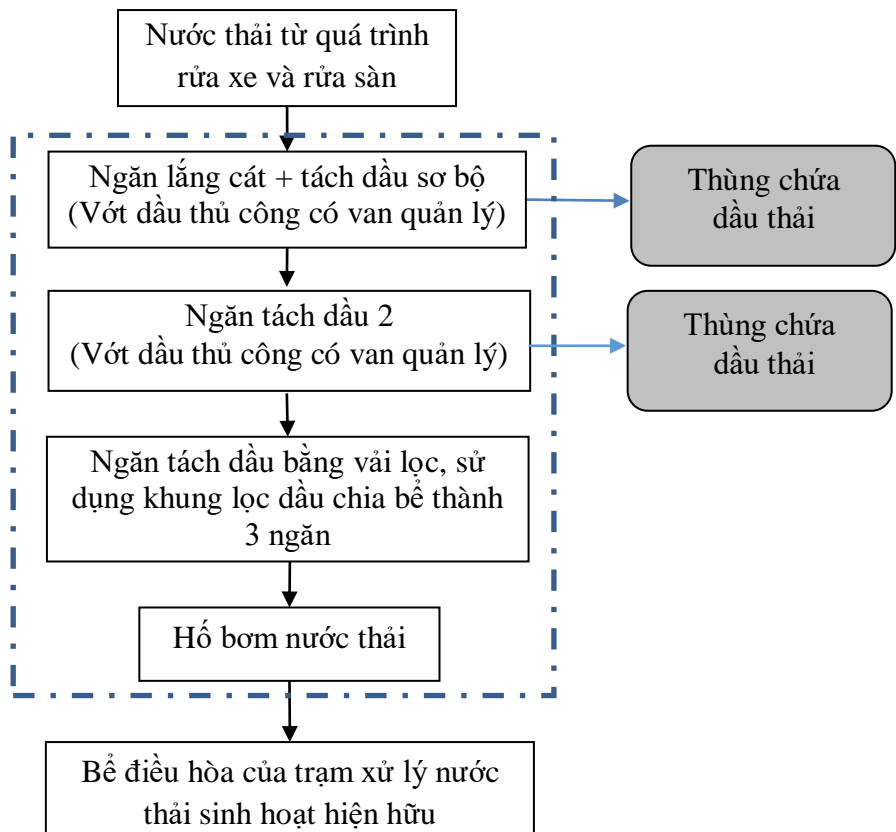 Nước thải từ quá trình
rửa xe và rửa sàn
Ngăn lắng cát + tách dầu sơ bộ
(Vớt dầu thủ công có van quản lý)
Thùng chứa
dầu thải
Ngăn tách dầu 2
(Vớt dầu thủ công có van quản lý)
Thùng chứa
dầu thải
Ngăn tách dầu bằng vải lọc, sử
dụng khung lọc dầu chia bể thành
3 ngăn
Hố bơm nước thải
Bể điều hòa của trạm xử lý nước
thải sinh hoạt hiện hữu